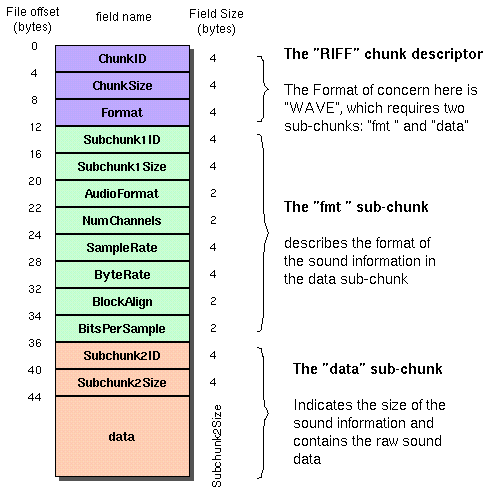 File offset
(bytes)
field name
Field Size
(bytes)
0
ChunkID
4
4
ChunkSize
4
8
Format
4
12
Subchunk1 ID
4
16
Subchunk1Size
4
20
AudioFormat
2
22
NumChannels
2
24
SampleRate
4
28
ByteRate
4
32
BlockAlign
2
34
BitsPerSample
2
36
Subchunk2ID
4
40
Subchunk2Size
4
44
data
Subchunk2Size
The "RIFF" chunk descriptor
The Format of concern here is
"WAVE", which requires two
sub-chunks: "fmt " and "data"
The "fmt " sub-chunk
describes the format of
the sound information in
the data sub-chunk
The "data" sub-chunk
Indicates the size of the
sound information and
contains the raw sound
data